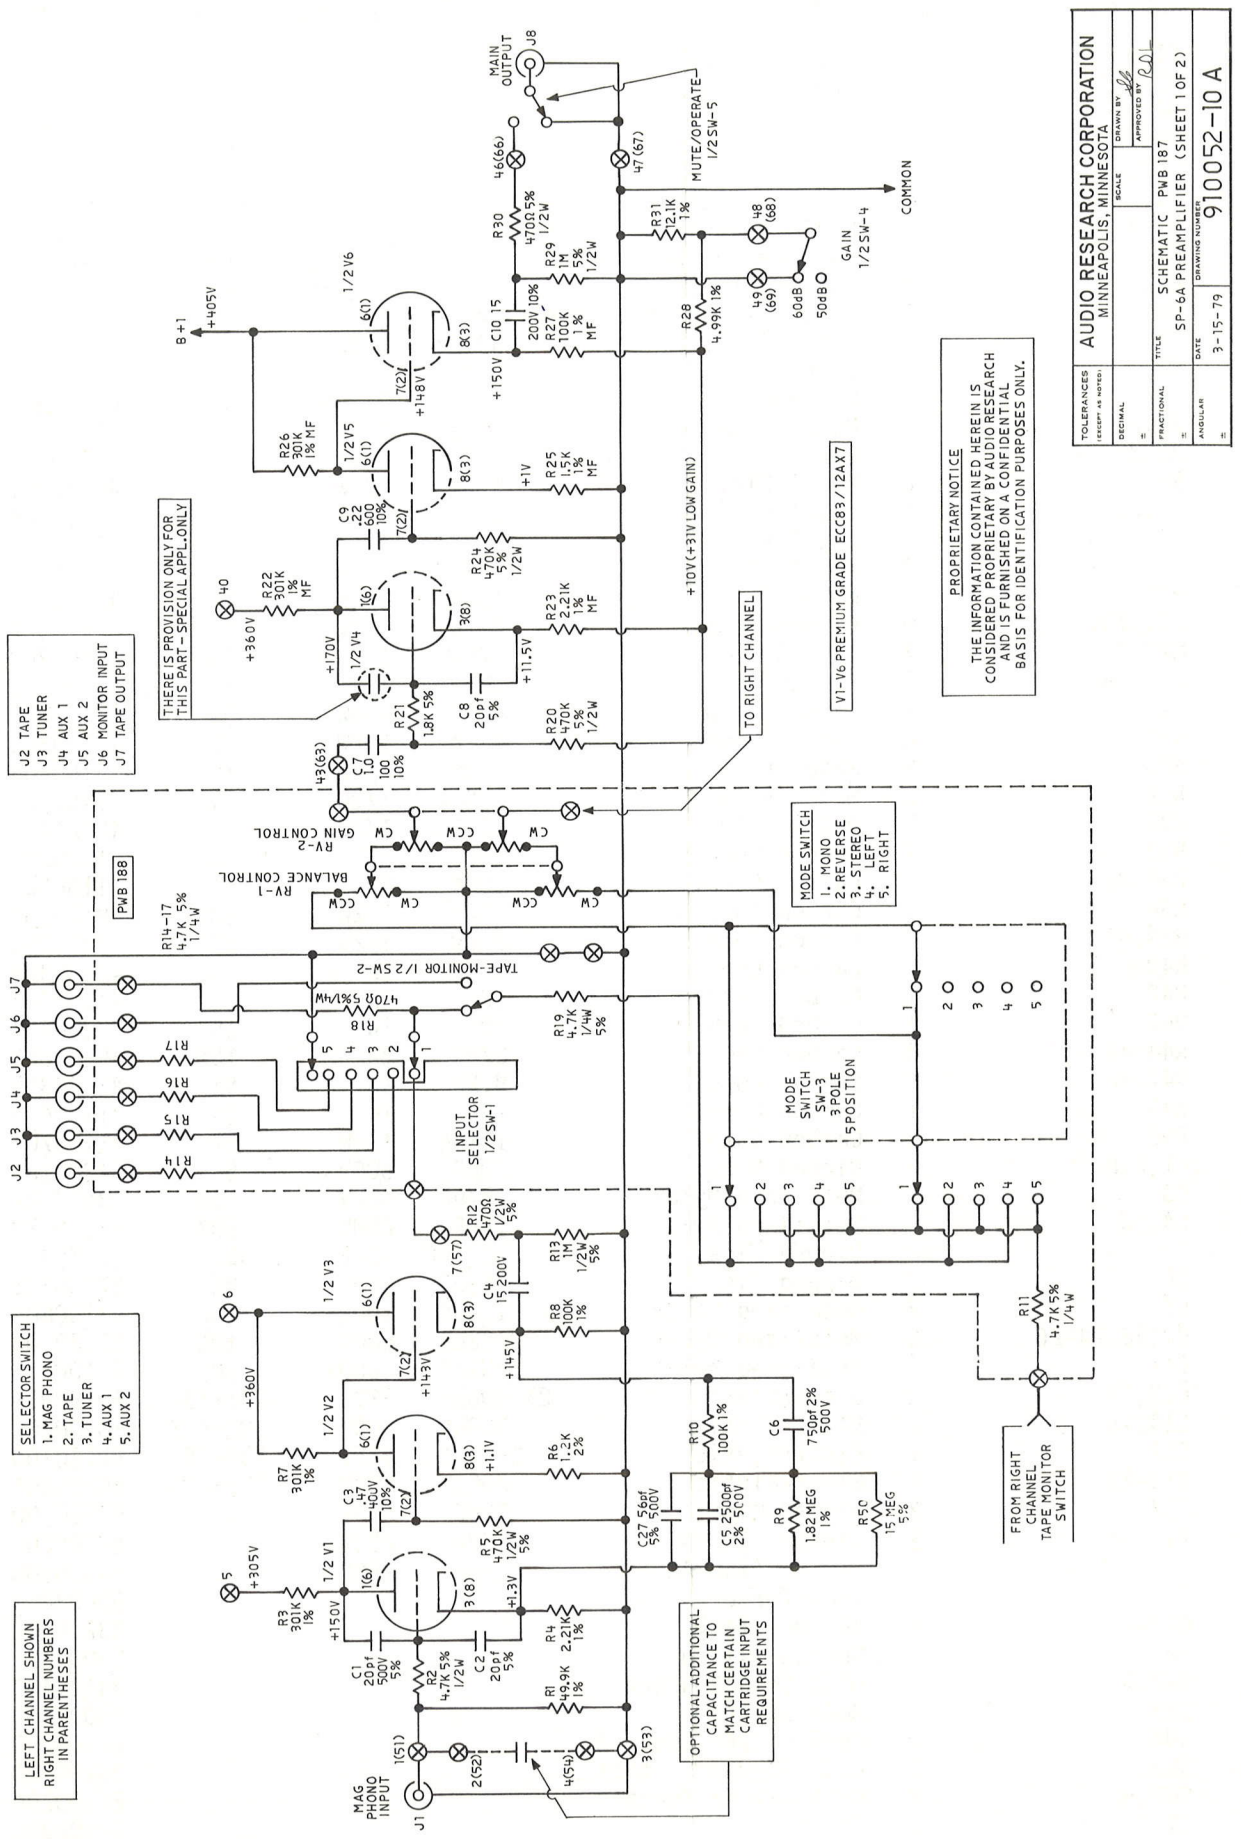 LEFT CHANNEL SHOWN
RIGHT CHANNEL NUMBERS
IN PARENTHESES
SELECTOR SWITCH
1. MAG PHONO
2. TAPE
3. TUNER
4. AUX 1
5. AUX 2
J2 TAPE
J3 TUNER
J4 AUX 1
J5 AUX 2
J6 MONITOR INPUT
J7 TAPE OUTPUT
MAG
PHONO
INPUT
J1
1(51)
2(52)
4(54)
3(53)
R1
49.9K
1%
R2
4.7K 5%
1/2W
C1
20pf
500V
5%
C2
20pf
5%
R3
301K
1%
5
+305V
+150V
1/2 V1
1(6)
3(8)
+1.3V
R4
2.21K
1%
C3
.47
400V
10%
R5
470K
1/2W
5%
7(2)
6(1)
8(3)
+1.1V
R6
1.2K
2%
R7
301K
1%
1/2 V2
+360V
6
1/2 V3
6(1)
7(2)
+143V
8(3)
+145V
R8
100K
1%
C4
15 200V
R12
470Ω
1/2W
5%
7(57)
R13
1M
1/2W
5%
C27 56pf
5% 500V
C5 2500pf
2% 500V
R9
1.82 MEG
1%
R50
15 MEG
5%
R10
100K 1%
C6
750pf 2%
500V
OPTIONAL ADDITIONAL
CAPACITANCE TO
MATCH CERTAIN
CARTRIDGE INPUT
REQUIREMENTS
FROM RIGHT
CHANNEL
TAPE MONITOR
SWITCH
R11
4.7K 5%
1/4W
J2
J3
J4
J5
J6
J7
R14
R15
R16
R17
R14-17
4.7K 5%
1/4W
PWB 188
INPUT
SELECTOR
1/2 SW-1
5
4
3
2
1
R18
470Ω 5% 1/4W
TAPE-MONITOR 1/2 SW-2
R19
4.7K
1/4W
5%
MODE
SWITCH
SW-3
3 POLE
5 POSITION
1
2
3
4
5
1
2
3
4
5
1
2
3
4
5
MODE SWITCH
1. MONO
2. REVERSE
3. STEREO
4. LEFT
5. RIGHT
RV-1
BALANCE CONTROL
CCW
CW
CCW
CW
RV-2
GAIN CONTROL
CW
CCW
CW
TO RIGHT CHANNEL
43(63)
C7
1.0
100
10%
R20
470K
5%
1/2W
R21
1.8K 5%
C8
20pf
5%
THERE IS PROVISION ONLY FOR
THIS PART - SPECIAL APPL. ONLY
+170V
1/2 V4
40
+360V
R22
301K
1%
MF
1(6)
3(8)
+11.5V
R23
2.21K
1%
MF
C9
.22
600
10%
R24
470K
5%
1/2W
7(2)
6(1)
8(3)
1/2 V5
+1V
R25
1.5K
1%
MF
R26
301K
1% MF
B+1
+405V
1/2 V6
6(1)
7(2)
+148V
8(3)
+150V
C10 15
200V 10%
R27
100K
1%
MF
R28
4.99K 1%
+10V (+31V LOW GAIN)
R29
1M
5%
1/2W
R30
470Ω 5%
1/2W
46(66)
47(67)
R31
12.1K
1%
48
(68)
49
(69)
60dB
50dB
GAIN
1/2 SW-4
COMMON
MUTE/OPERATE
1/2 SW-5
MAIN
OUTPUT
J8
V1-V6 PREMIUM GRADE ECC83/12AX7
PROPRIETARY NOTICE
THE INFORMATION CONTAINED HEREIN IS
CONSIDERED PROPRIETARY BY AUDIO RESEARCH
AND IS FURNISHED ON A CONFIDENTIAL
BASIS FOR IDENTIFICATION PURPOSES ONLY.
TOLERANCES
(EXCEPT AS NOTED)
DECIMAL
±
FRACTIONAL
±
ANGULAR
±
AUDIO RESEARCH CORPORATION
MINNEAPOLIS, MINNESOTA
SCALE
DRAWN BY
APPROVED BY
TITLE
SCHEMATIC PWB 187
SP-6A PREAMPLIFIER (SHEET 1 OF 2)
DATE
3-15-79
DRAWING NUMBER
910052-10 A